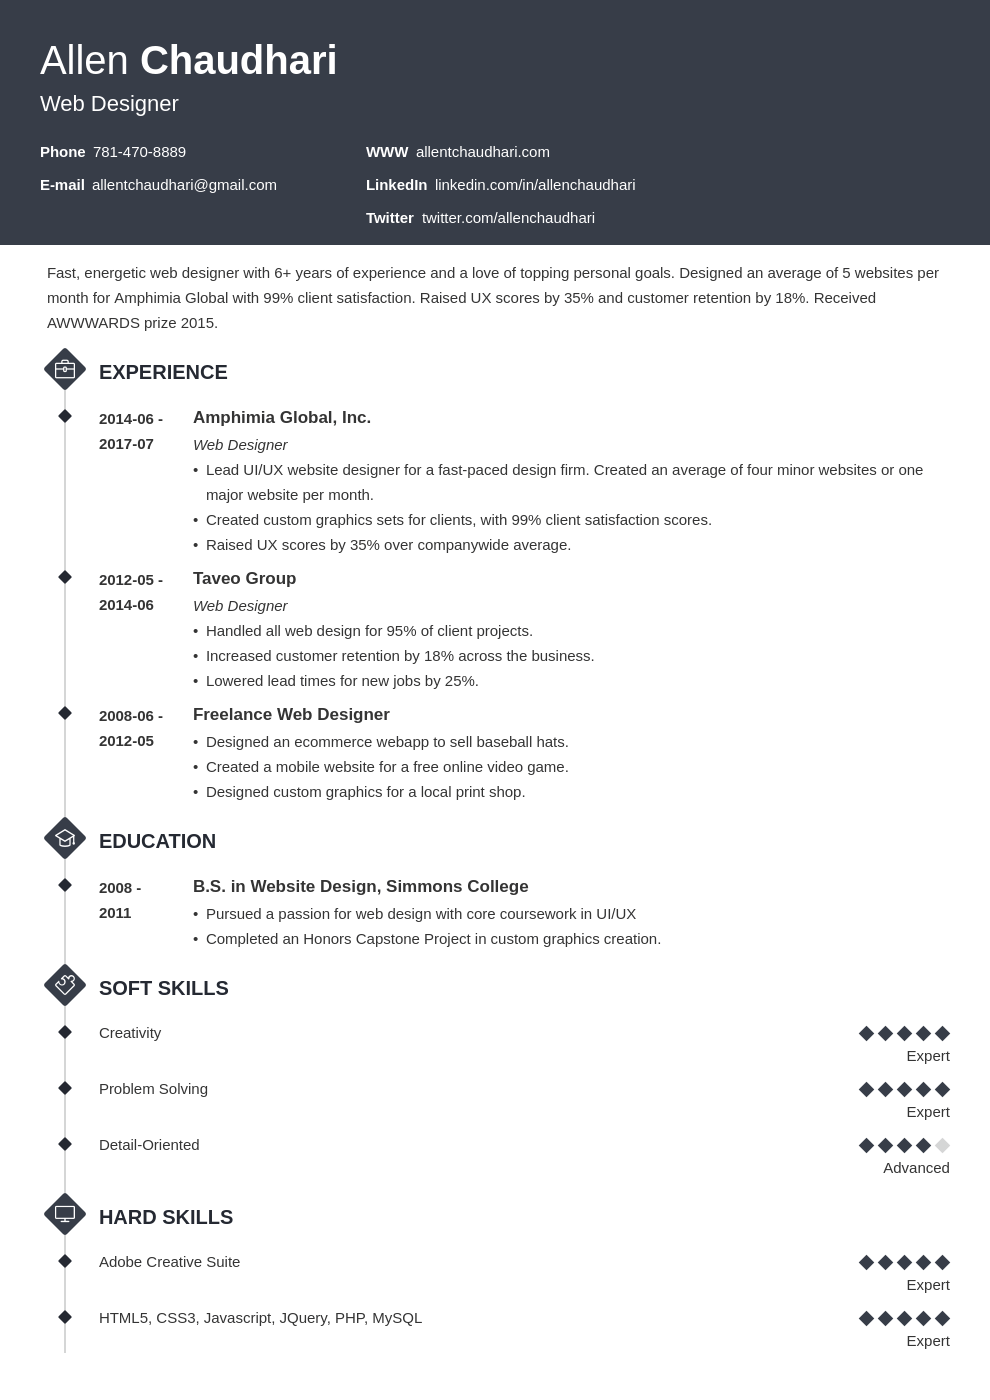 Allen Chaudhari
Web Designer
Phone 781-470-8889
WWW allentchaudhari.com
E-mail allentchaudhari@gmail.com
LinkedIn linkedin.com/in/allenchaudhari
Twitter twitter.com/allenchaudhari
Fast, energetic web designer with 6+ years of experience and a love of topping personal goals. Designed an average of 5 websites per
month for Amphimia Global with 99% client satisfaction. Raised UX scores by 35% and customer retention by 18%. Received
AWWWARDS prize 2015.
EXPERIENCE
2014-06 -
2017-07
Amphimia Global, Inc.
Web Designer
• Lead UI/UX website designer for a fast-paced design firm. Created an average of four minor websites or one
major website per month.
• Created custom graphics sets for clients, with 99% client satisfaction scores.
• Raised UX scores by 35% over companywide average.
2012-05 -
2014-06
Taveo Group
Web Designer
• Handled all web design for 95% of client projects.
• Increased customer retention by 18% across the business.
• Lowered lead times for new jobs by 25%.
2008-06 -
2012-05
Freelance Web Designer
• Designed an ecommerce webapp to sell baseball hats.
• Created a mobile website for a free online video game.
• Designed custom graphics for a local print shop.
EDUCATION
2008 -
2011
B.S. in Website Design, Simmons College
• Pursued a passion for web design with core coursework in UI/UX
• Completed an Honors Capstone Project in custom graphics creation.
SOFT SKILLS
Creativity
Expert
Problem Solving
Expert
Detail-Oriented
Advanced
HARD SKILLS
Adobe Creative Suite
Expert
HTML5, CSS3, Javascript, JQuery, PHP, MySQL
Expert